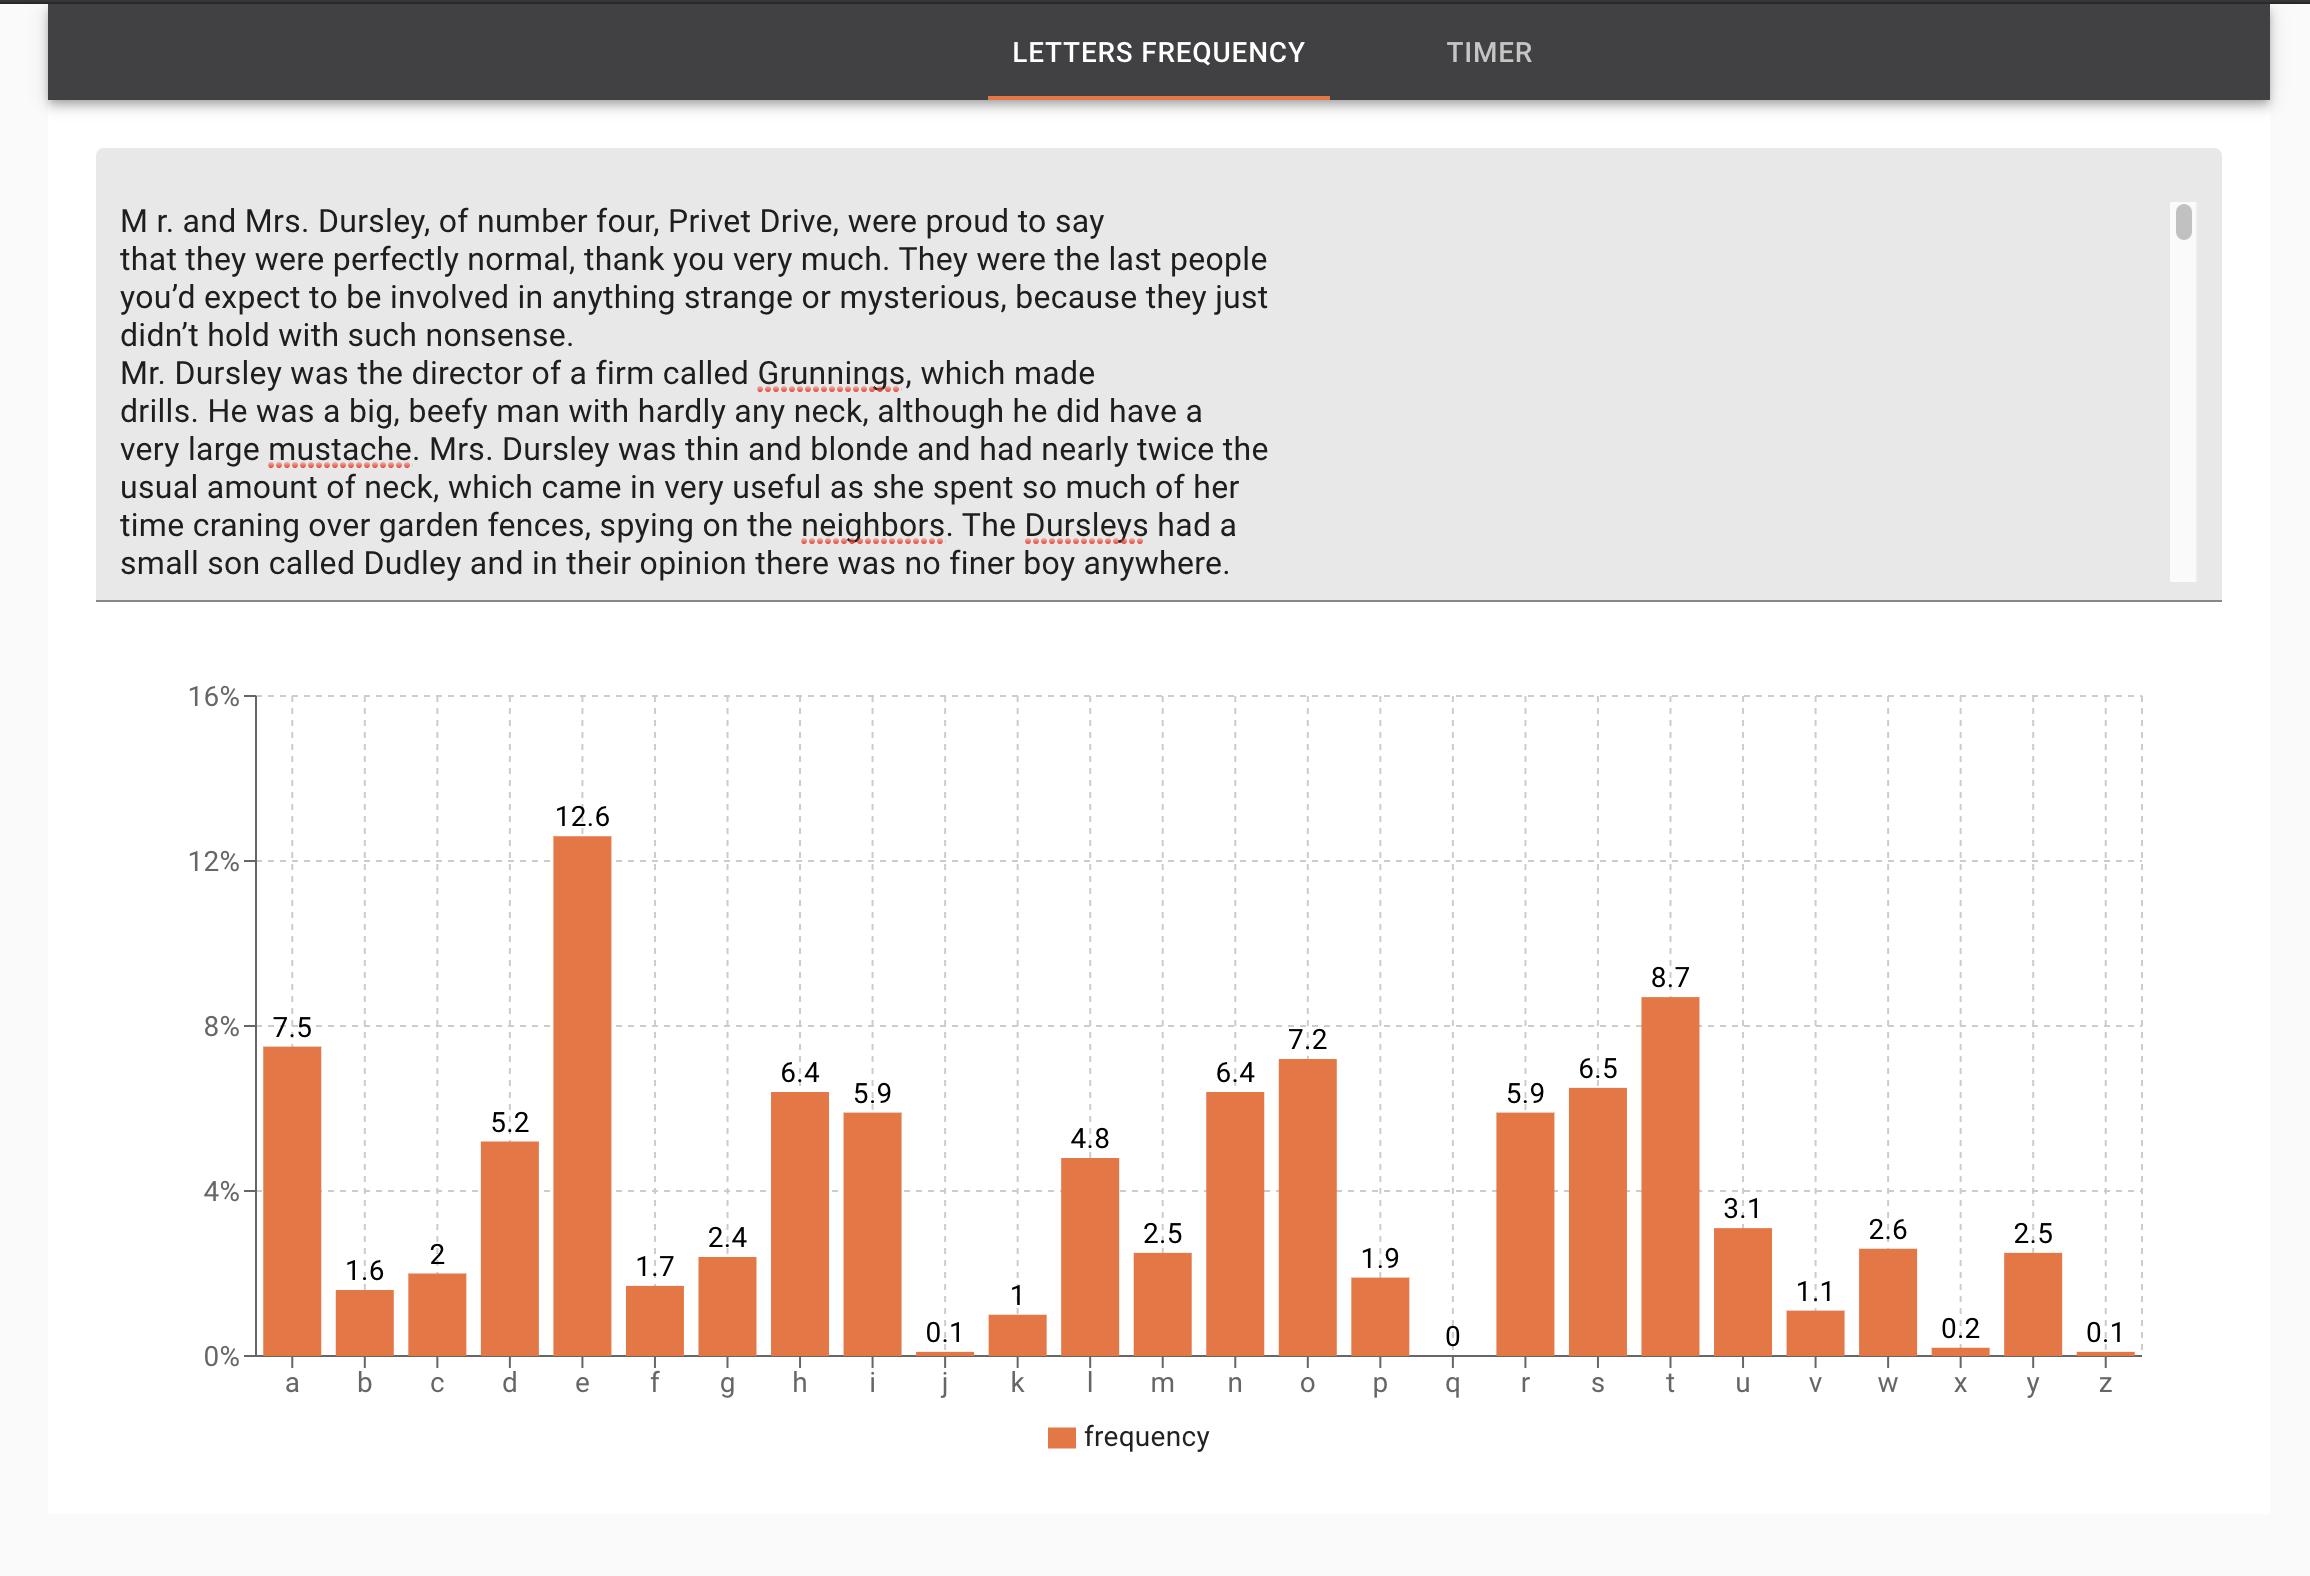 LETTERS FREQUENCY TIMER
M r. and Mrs. Dursley, of number four, Privet Drive, were proud to say
that they were perfectly normal, thank you very much. They were the last people
you’d expect to be involved in anything strange or mysterious, because they just
didn’t hold with such nonsense.
Mr. Dursley was the director of a firm called Grunnings, which made
drills. He was a big, beefy man with hardly any neck, although he did have a
very large mustache. Mrs. Dursley was thin and blonde and had nearly twice the
usual amount of neck, which came in very useful as she spent so much of her
time craning over garden fences, spying on the neighbors. The Dursleys had a
small son called Dudley and in their opinion there was no finer boy anywhere.
16%
12%
8%
4%
0%
7.5 1.6 2 5.2 12.6 1.7 2.4 6.4 5.9 0.1 1 4.8 2.5 6.4 7.2 1.9 0 5.9 6.5 8.7 3.1 1.1 2.6 0.2 2.5 0.1
a b c d e f g h i j k l m n o p q r s t u v w x y z
frequency